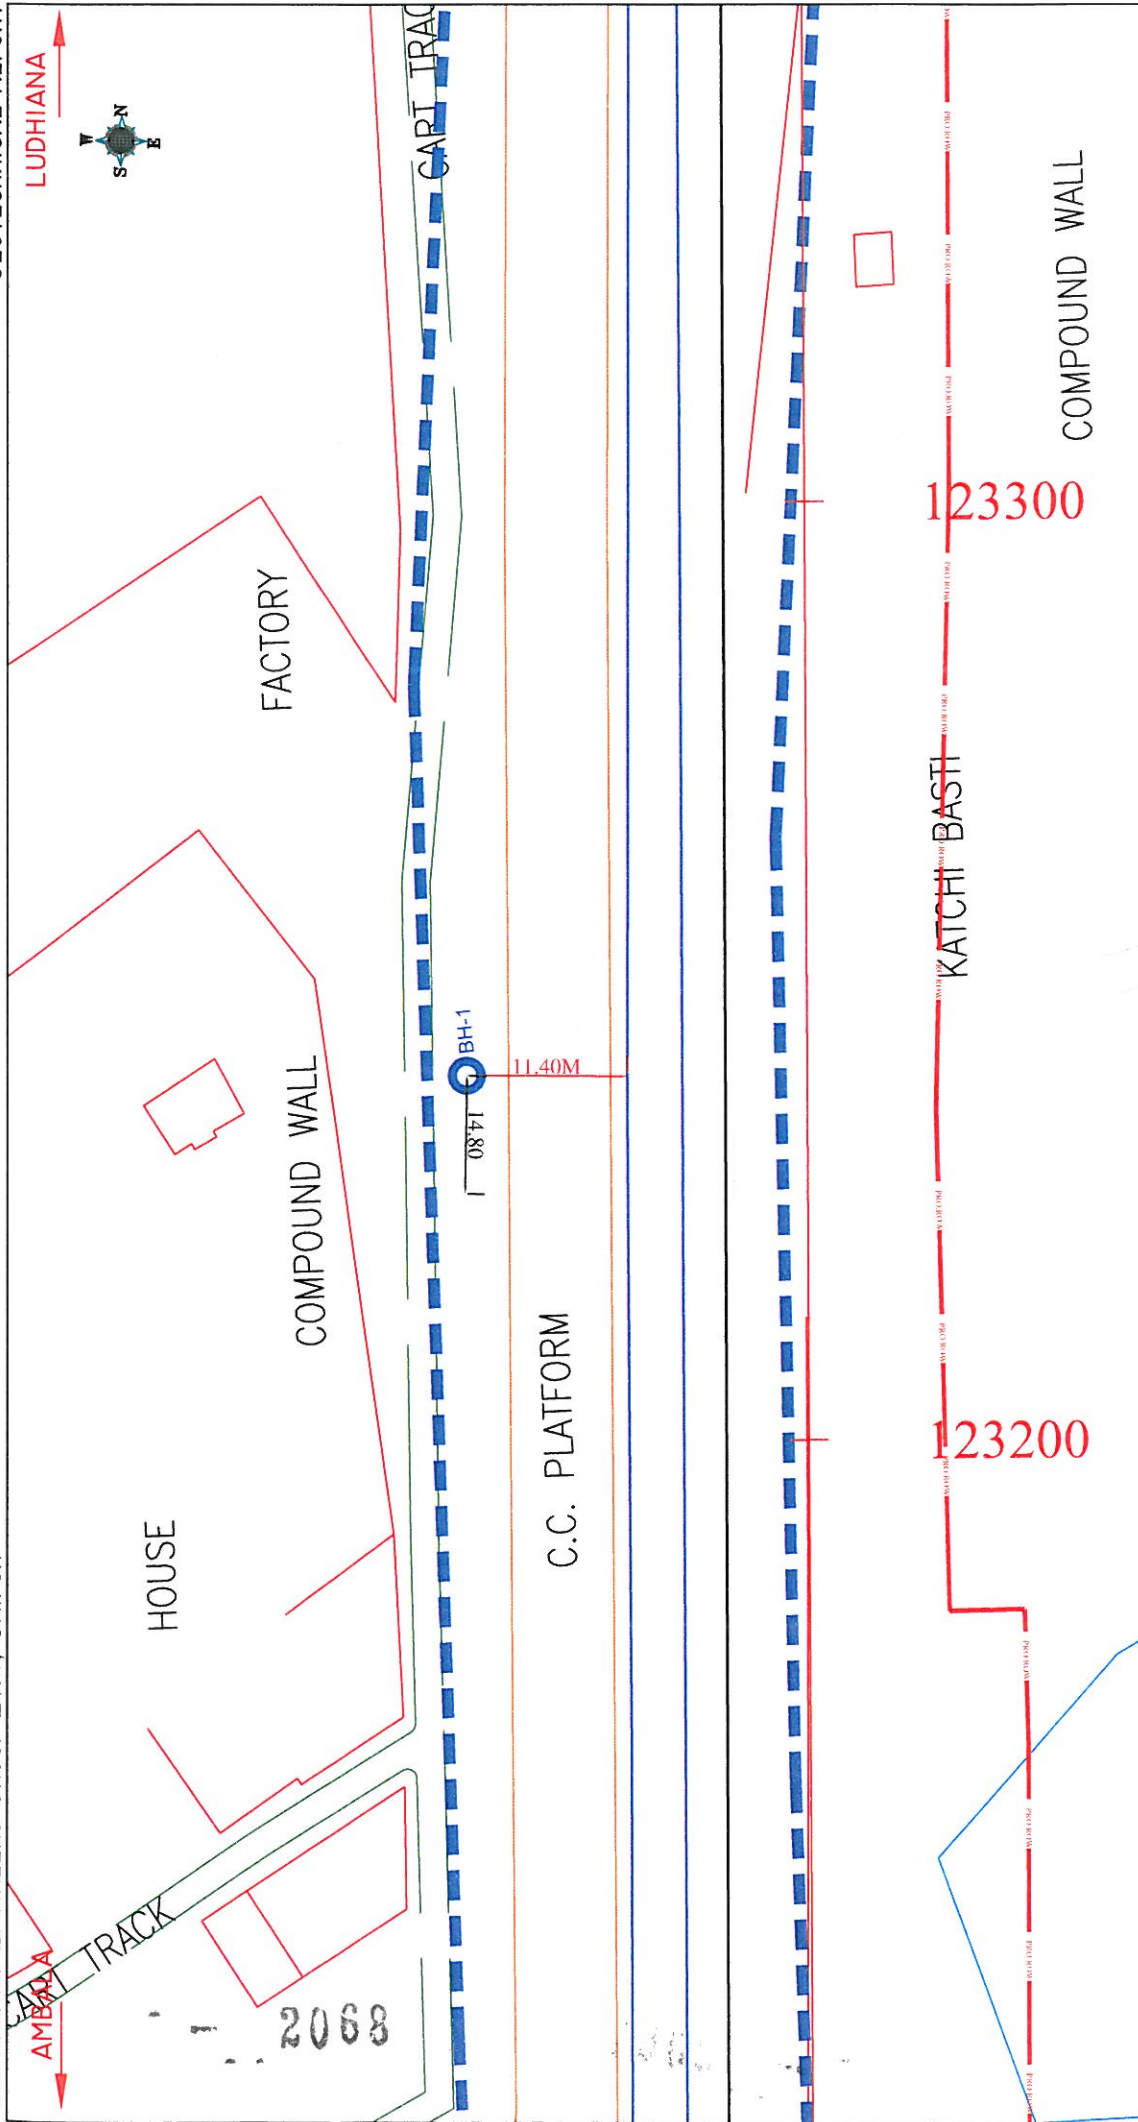 LUDHIANA
W
N
S
E
CART TRAC
COMPOUND WALL
123300
FACTORY
KATCHI BASTI
BH-1
11.40M
14.80
COMPOUND WALL
123200
C.C. PLATFORM
HOUSE
CART TRACK
AMBALA
2068